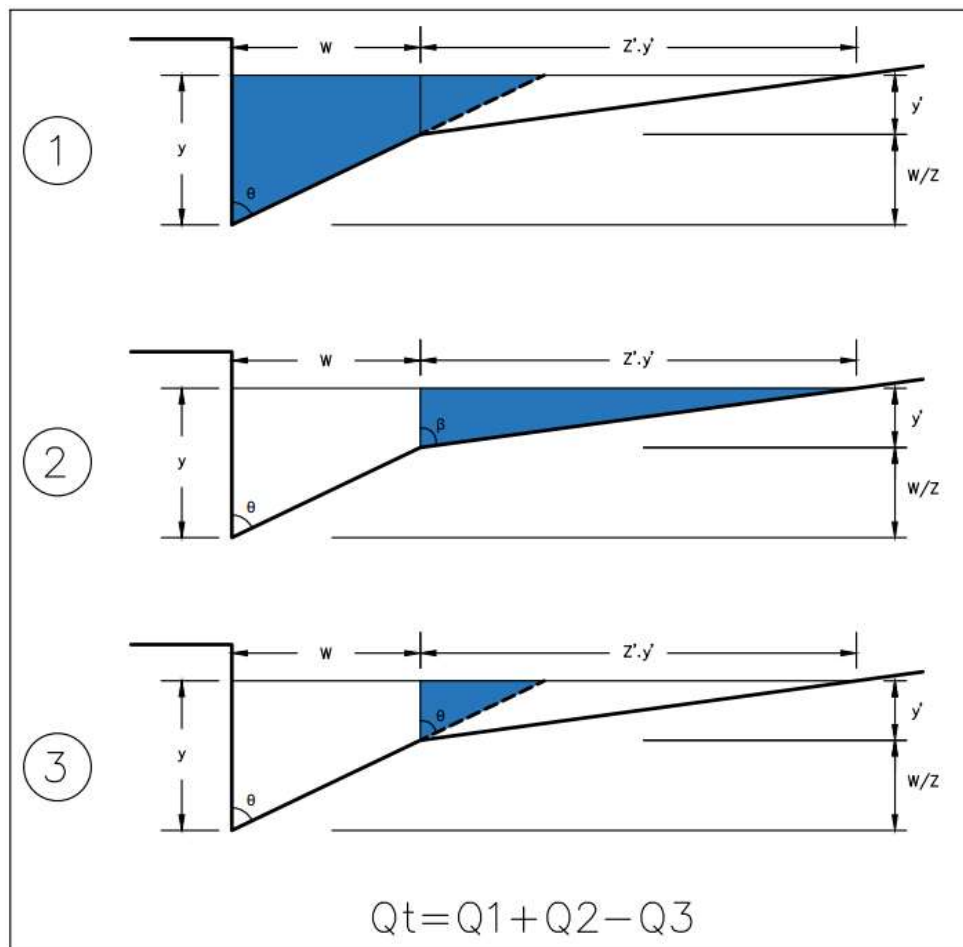 W Z'.y'
y'
1
y
W/Z
θ
W Z'.y'
β
y'
2
y
W/Z
θ
W Z'.y'
θ
y'
3
y
W/Z
θ
Qt=Q1+Q2-Q3